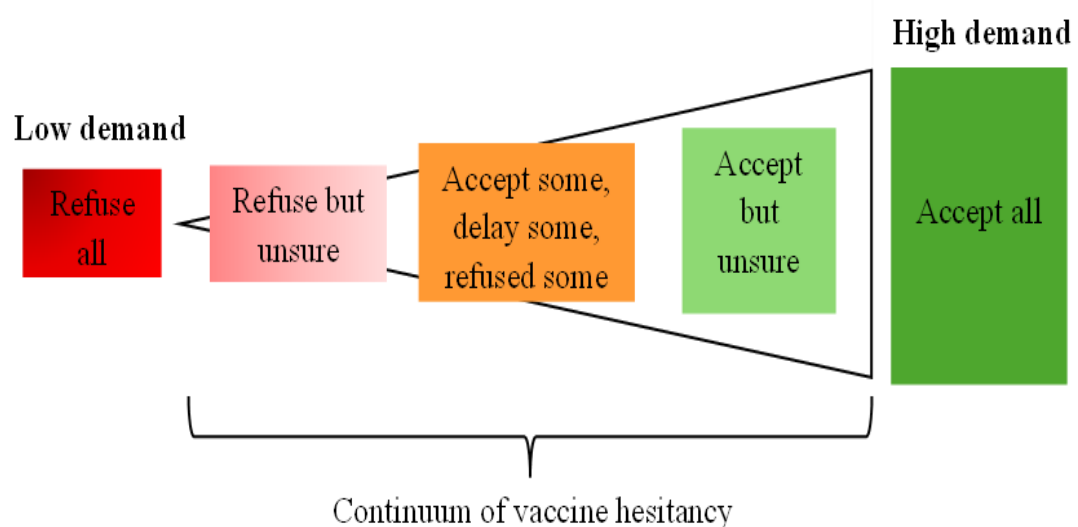 High demand
Low demand
Refuse
all
Refuse but
unsure
Accept some,
delay some,
refused some
Accept
but
unsure
Accept all
Continuum of vaccine hesitancy